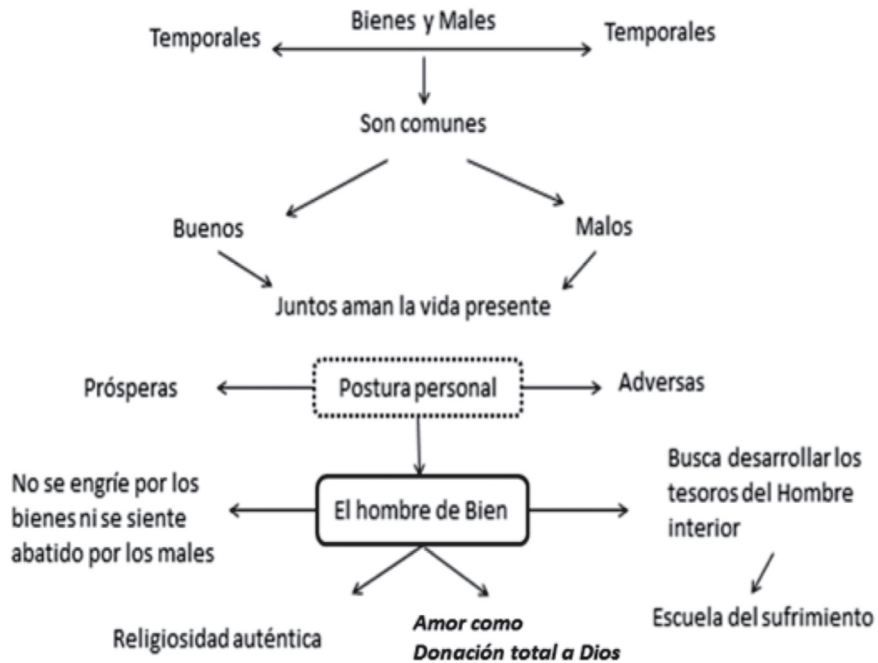 Bienes y Males
Temporales
Temporales
Son comunes
Buenos
Malos
Juntos aman la vida presente
Prósperas
Postura personal
Adversas
No se engríe por los
bienes ni se siente
abatido por los males
El hombre de Bien
Busca desarrollar los
tesoros del Hombre
interior
Escuela del sufrimiento
Religiosidad auténtica
Amor como
Donación total a Dios